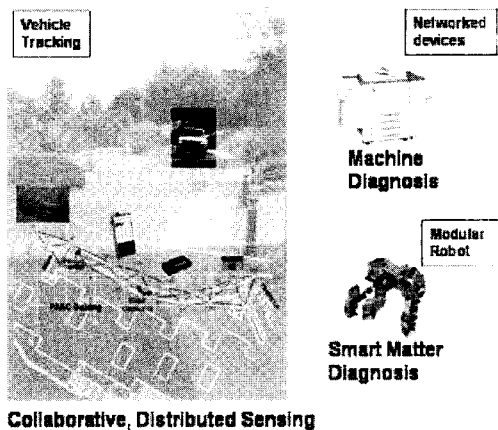 Vehicle
Tracking
Networked
devices
Machine
Diagnosis
Modular
Robot
Smart Matter
Diagnosis
Collaborative, Distributed Sensing